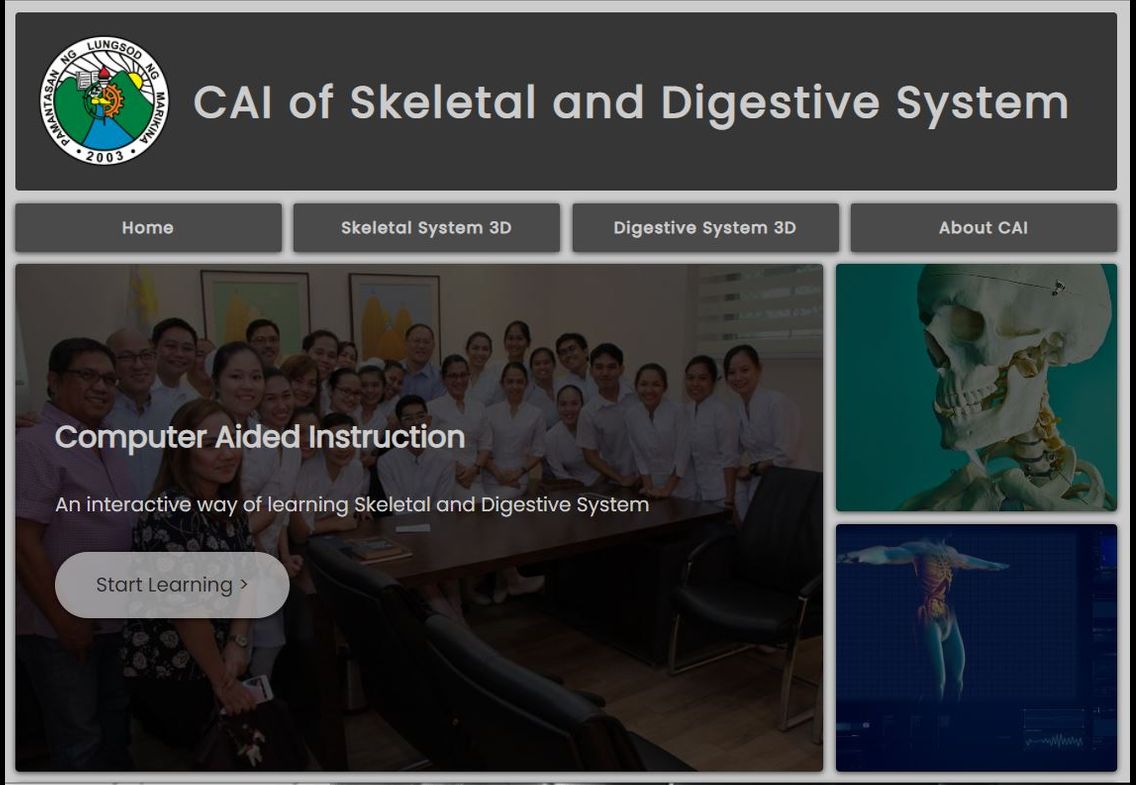 PAMANTASAN NG LUNGSOD NG MARIKINA
• 2003 •
CAI of Skeletal and Digestive System
Home Skeletal System 3D Digestive System 3D About CAI
Computer Aided Instruction
An interactive way of learning Skeletal and Digestive System
Start Learning >